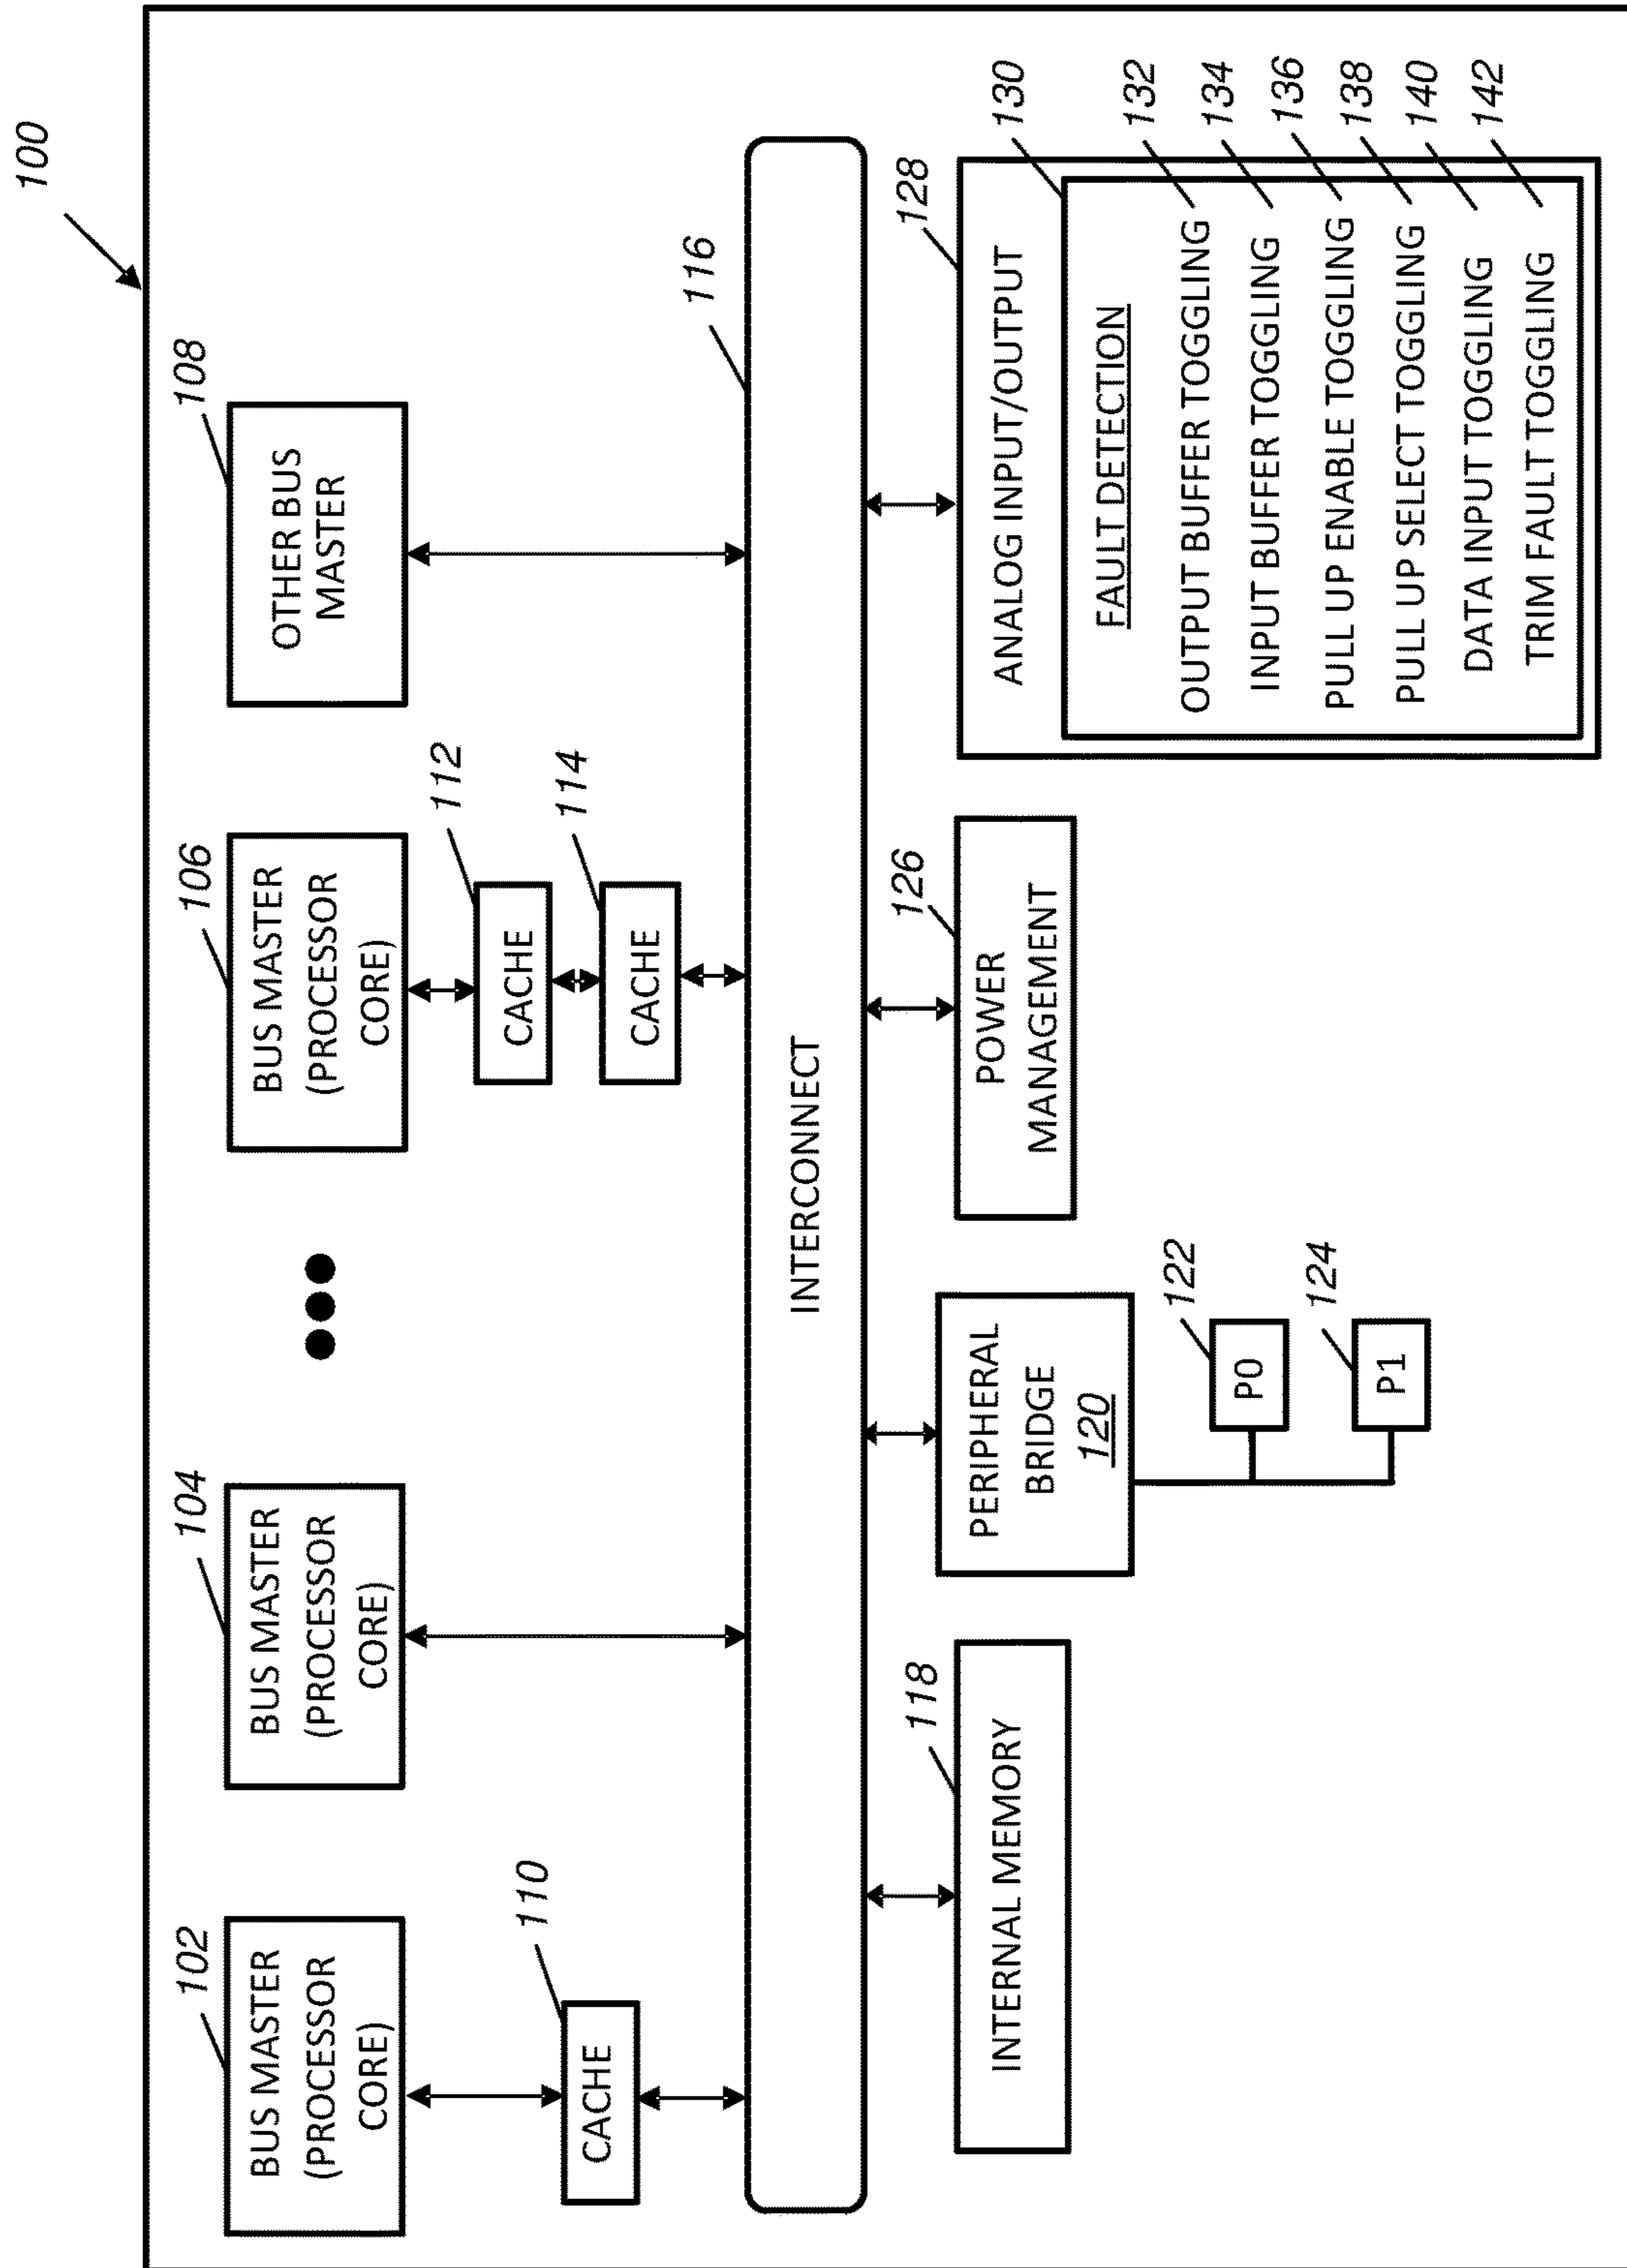 100
102
104
106
108
BUS MASTER
(PROCESSOR
CORE)
BUS MASTER
(PROCESSOR
CORE)
BUS MASTER
(PROCESSOR
CORE)
OTHER BUS
MASTER
110
112
114
CACHE
CACHE
CACHE
116
INTERCONNECT
118
INTERNAL MEMORY
PERIPHERAL
BRIDGE
120
122
P0
124
P1
126
POWER
MANAGEMENT
128
ANALOG INPUT/OUTPUT
130
FAULT DETECTION
OUTPUT BUFFER TOGGLING 132
INPUT BUFFER TOGGLING 134
PULL UP ENABLE TOGGLING 136
PULL UP SELECT TOGGLING 138
DATA INPUT TOGGLING 140
TRIM FAULT TOGGLING 142